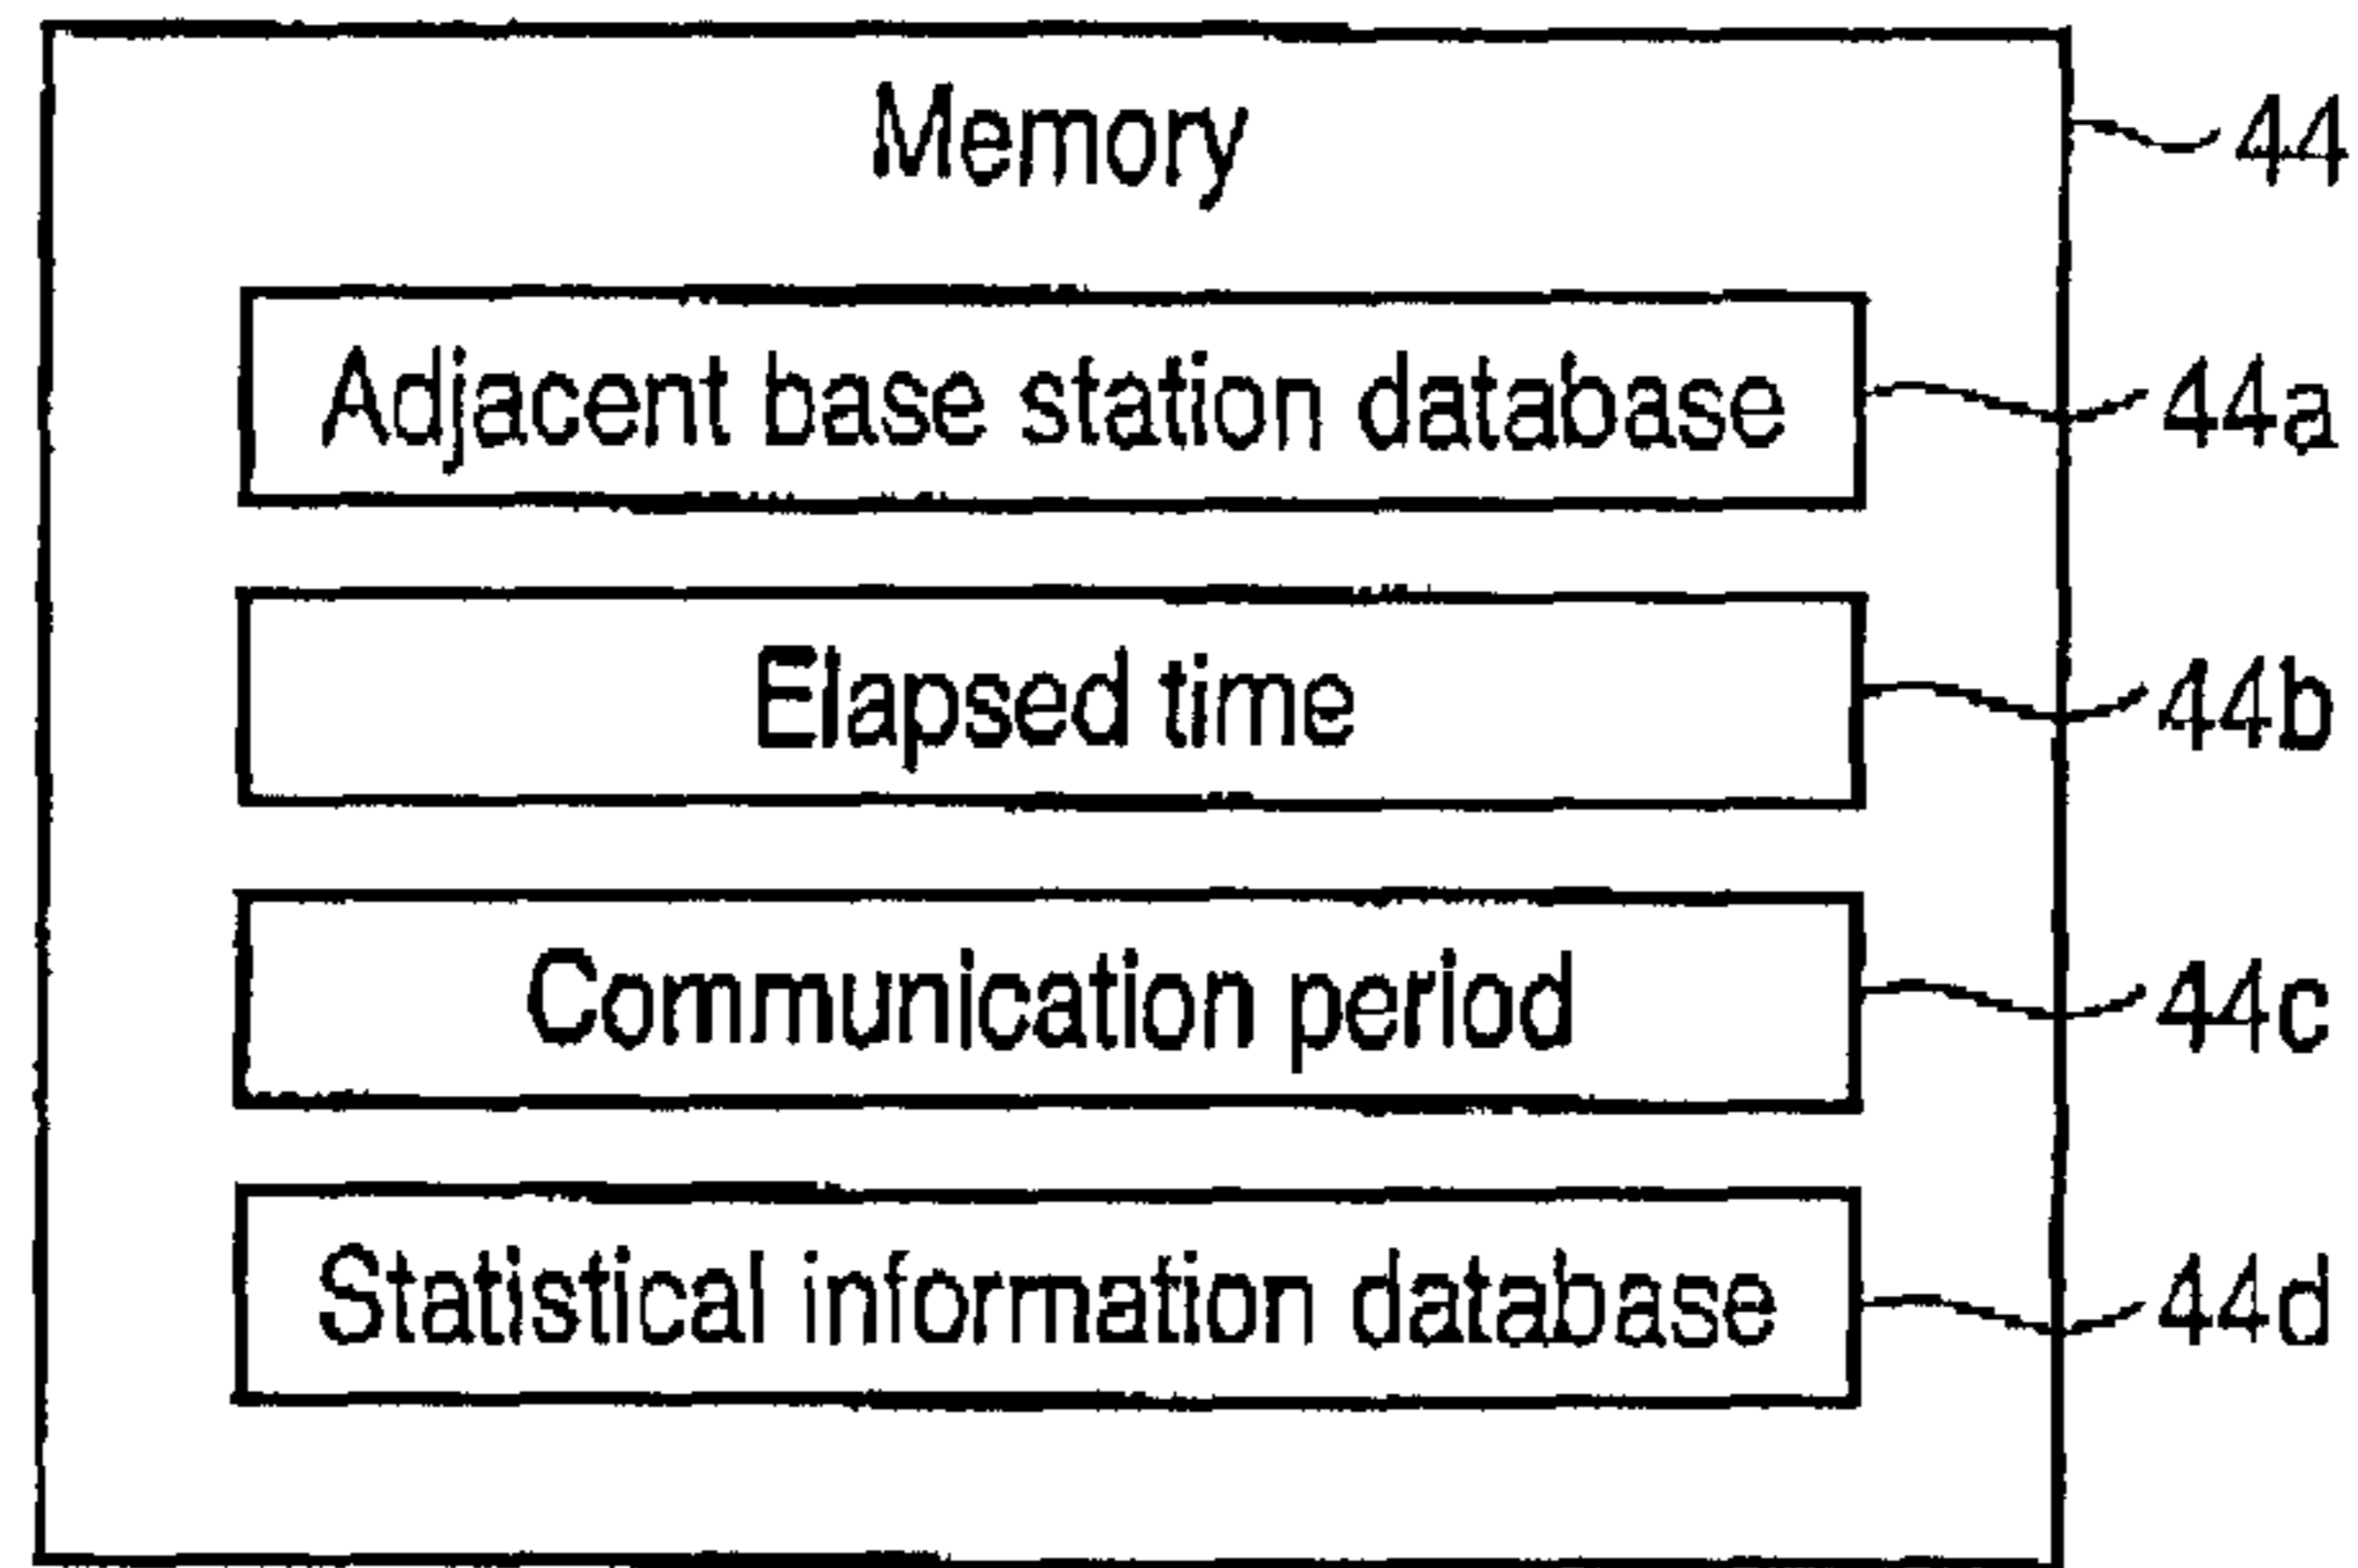 Memory
44
Adjacent base station database
44a
Elapsed time
44b
Communication period
44c
Statistical information database
44d